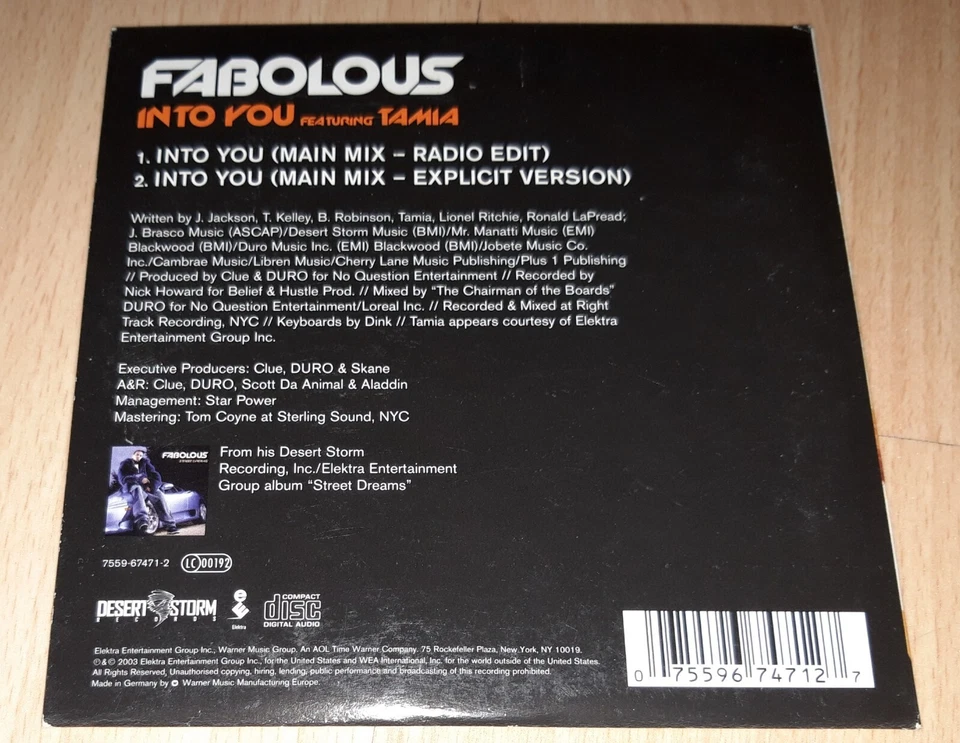 FABOLOUS
INTO YOU FEATURING TAMIA
1. INTO YOU (MAIN MIX – RADIO EDIT)
2. INTO YOU (MAIN MIX – EXPLICIT VERSION)
Written by J. Jackson, T. Kelley, B. Robinson, Tamia, Lionel Ritchie, Ronald LaPread;
J. Brasco Music (ASCAP)/Desert Storm Music (BMI)/Mr. Manatti Music (EMI)
Blackwood (BMI)/Duro Music Inc. (EMI) Blackwood (BMI)/Jobete Music Co.
Inc./Cambrae Music/Libren Music/Cherry Lane Music Publishing/Plus 1 Publishing
// Produced by Clue & DURO for No Question Entertainment // Recorded by
Nick Howard for Belief & Hustle Prod. // Mixed by “The Chairman of the Boards”
DURO for No Question Entertainment/Loreal Inc. // Recorded & Mixed at Right
Track Recording, NYC // Keyboards by Dink // Tamia appears courtesy of Elektra
Entertainment Group Inc.
Executive Producers: Clue, DURO & Skane
A&R: Clue, DURO, Scott Da Animal & Aladdin
Management: Star Power
Mastering: Tom Coyne at Sterling Sound, NYC
FABOLOUS
From his Desert Storm
Recording, Inc./Elektra Entertainment
Group album “Street Dreams”
7559-67471-2 LC 00192
DESERT STORM
RECORDS
Elektra
COMPACT
disc
DIGITAL AUDIO
Elektra Entertainment Group Inc., Warner Music Group. An AOL Time Warner Company. 75 Rockefeller Plaza, New York, NY 10019.
℗ & © 2003 Elektra Entertainment Group Inc., for the United States and WEA International, Inc. for the world outside of the United States.
All Rights Reserved. Unauthorised copying, hiring, lending, public performance and broadcasting of this recording prohibited.
Made in Germany by Warner Music Manufacturing Europe.
0 75596 74712 7